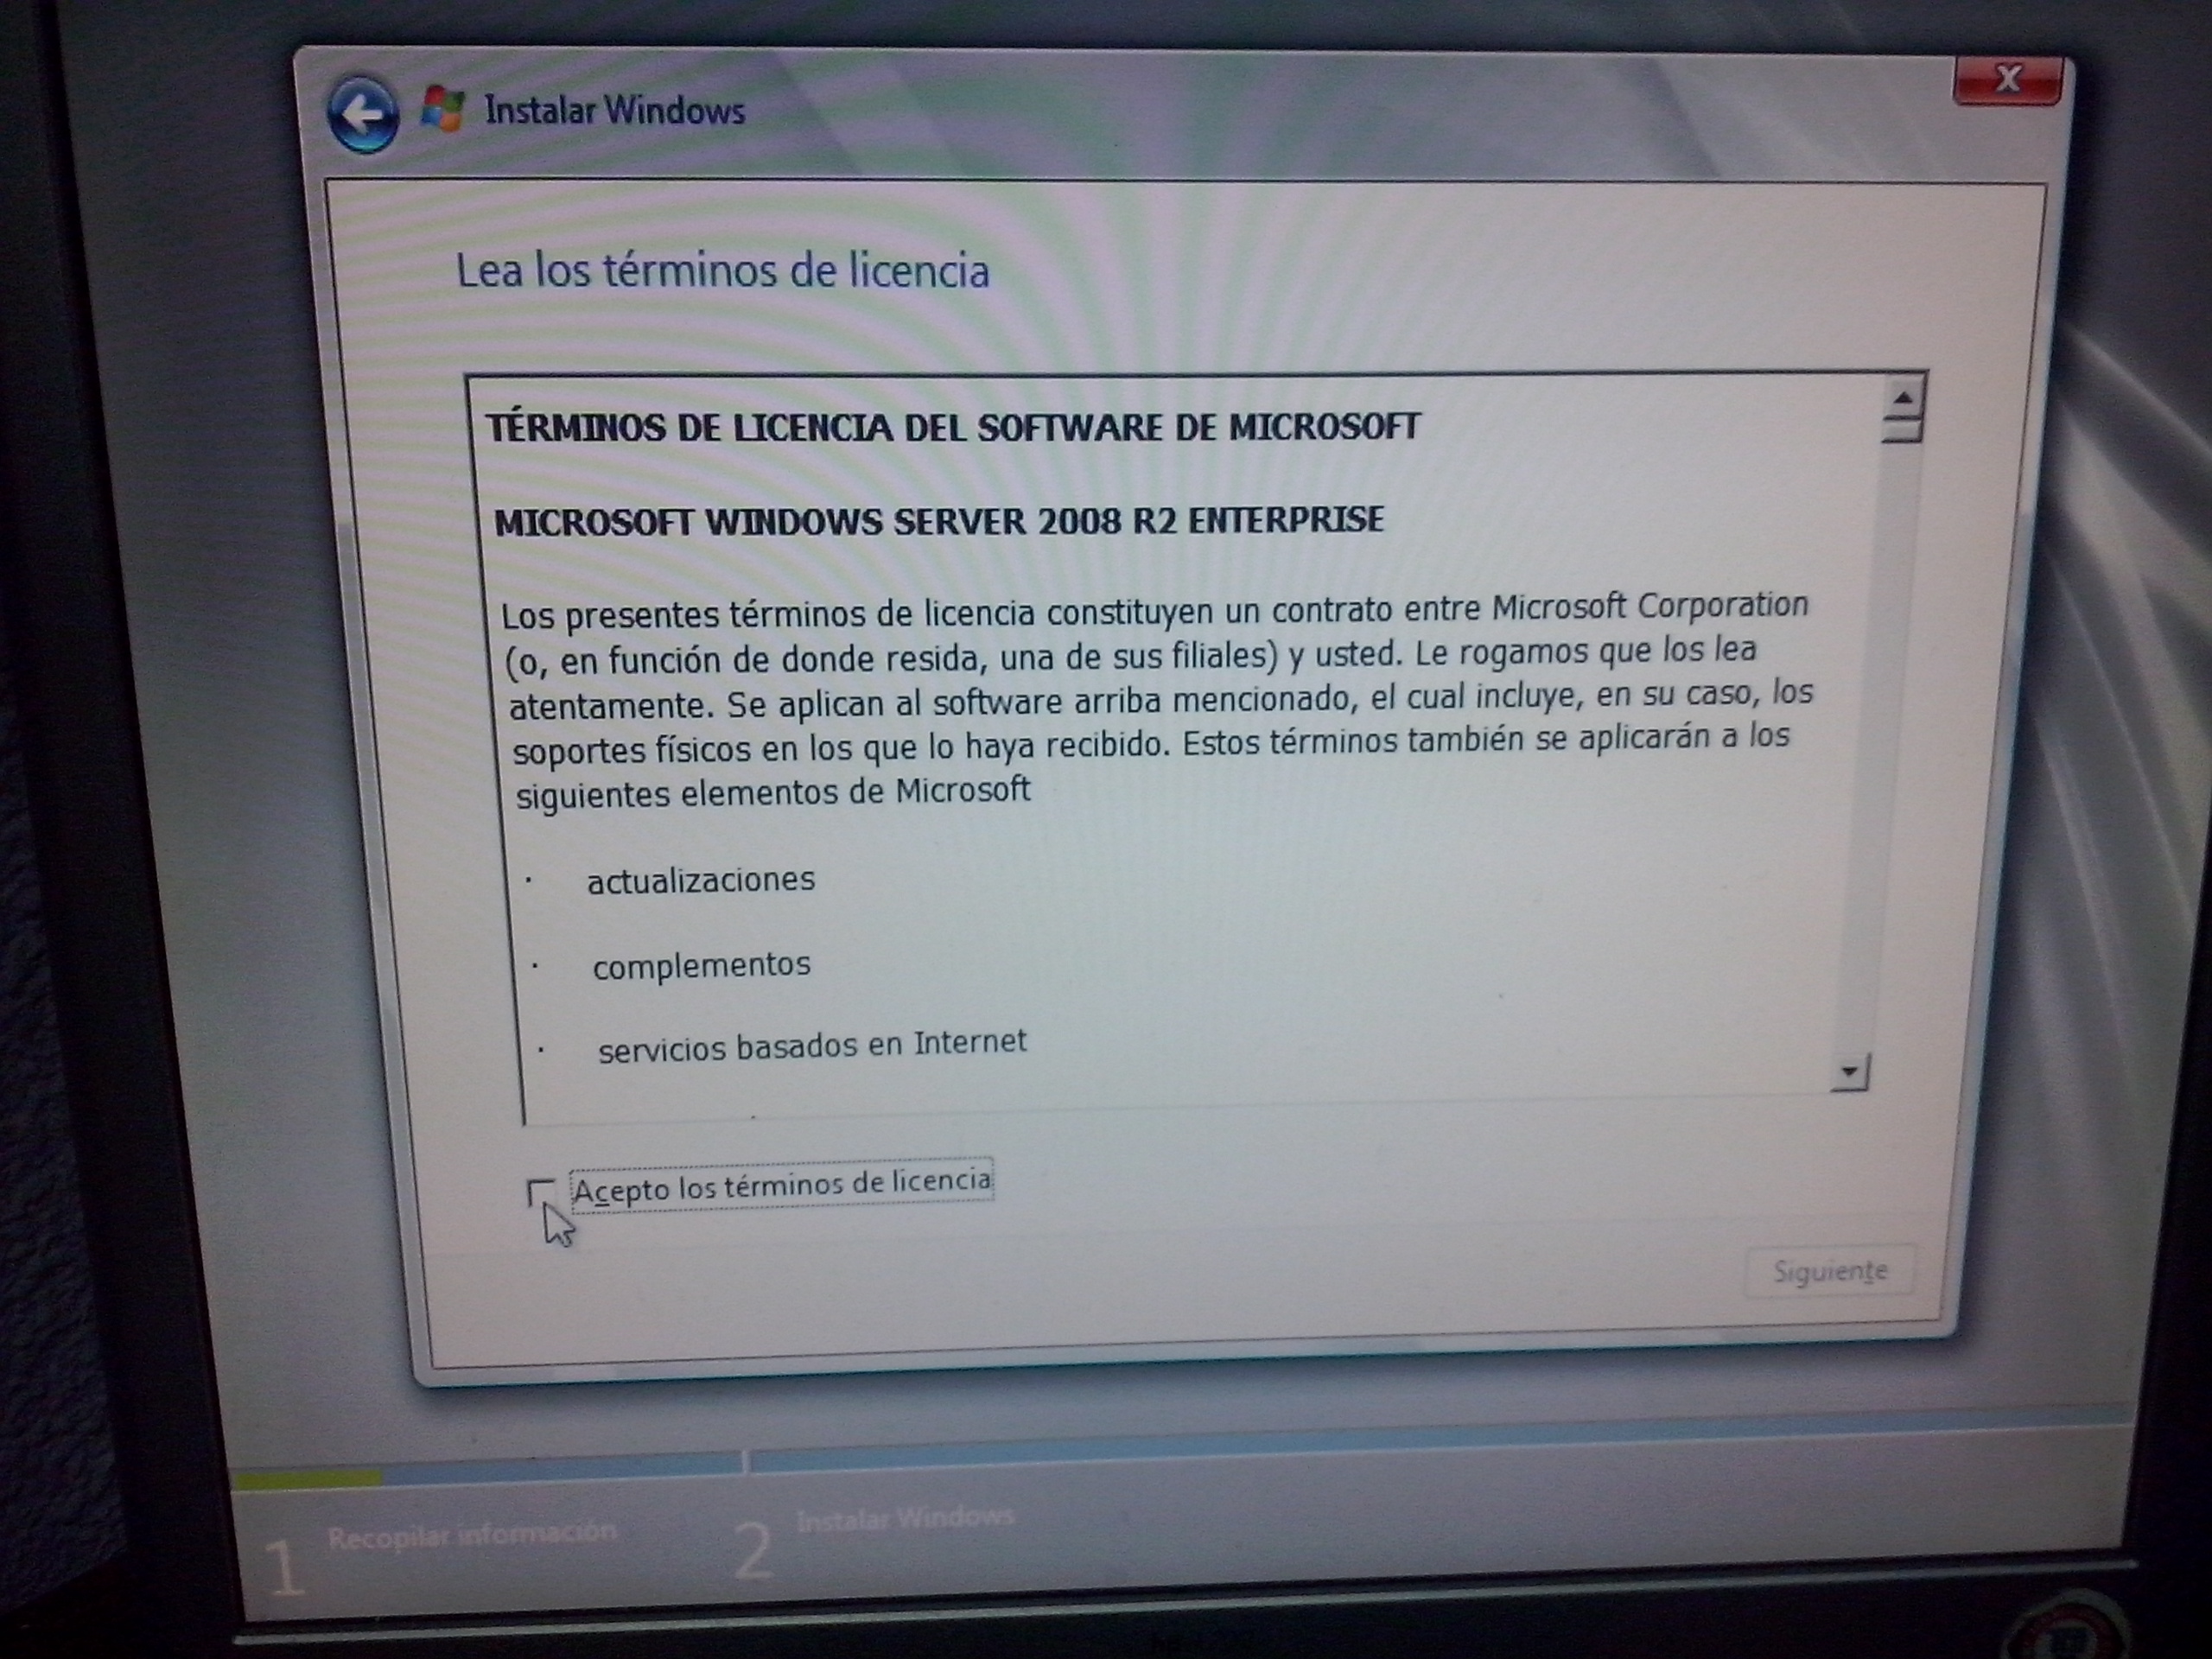 Instalar Windows
Lea los términos de licencia
TÉRMINOS DE LICENCIA DEL SOFTWARE DE MICROSOFT
MICROSOFT WINDOWS SERVER 2008 R2 ENTERPRISE
Los presentes términos de licencia constituyen un contrato entre Microsoft Corporation
(o, en función de donde resida, una de sus filiales) y usted. Le rogamos que los lea
atentamente. Se aplican al software arriba mencionado, el cual incluye, en su caso, los
soportes físicos en los que lo haya recibido. Estos términos también se aplicarán a los
siguientes elementos de Microsoft
· actualizaciones
· complementos
· servicios basados en Internet
Acepto los términos de licencia
Siguiente
1 Recopilar información
2 Instalar Windows